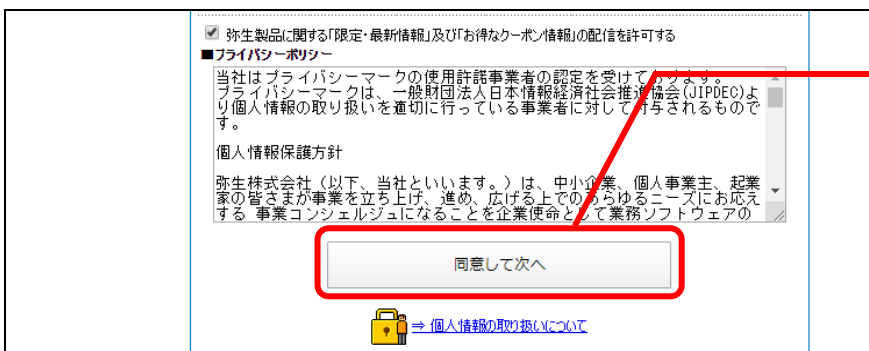 弥生製品に関する「限定・最新情報」及び「お得なクーポン情報」の配信を許可する
■プライバシーポリシー
当社はプライバシーマークの使用許諾事業者の認定を受けております。
プライバシーマークは、一般財団法人日本情報経済社会推進協会(JIPDEC)よ
り個人情報の取り扱いを適切に行っている事業者に対して付与されるもので
す。
個人情報保護方針
弥生株式会社（以下、当社といいます。）は、中小企業、個人事業主、起業
家の皆さまが事業を立ち上げ、進め、広げる上でのあらゆるニーズにお応え
する 事業コンシェルジュになることを企業使命として業務ソフトウェアの
同意して次へ
⇒ 個人情報の取り扱いについて